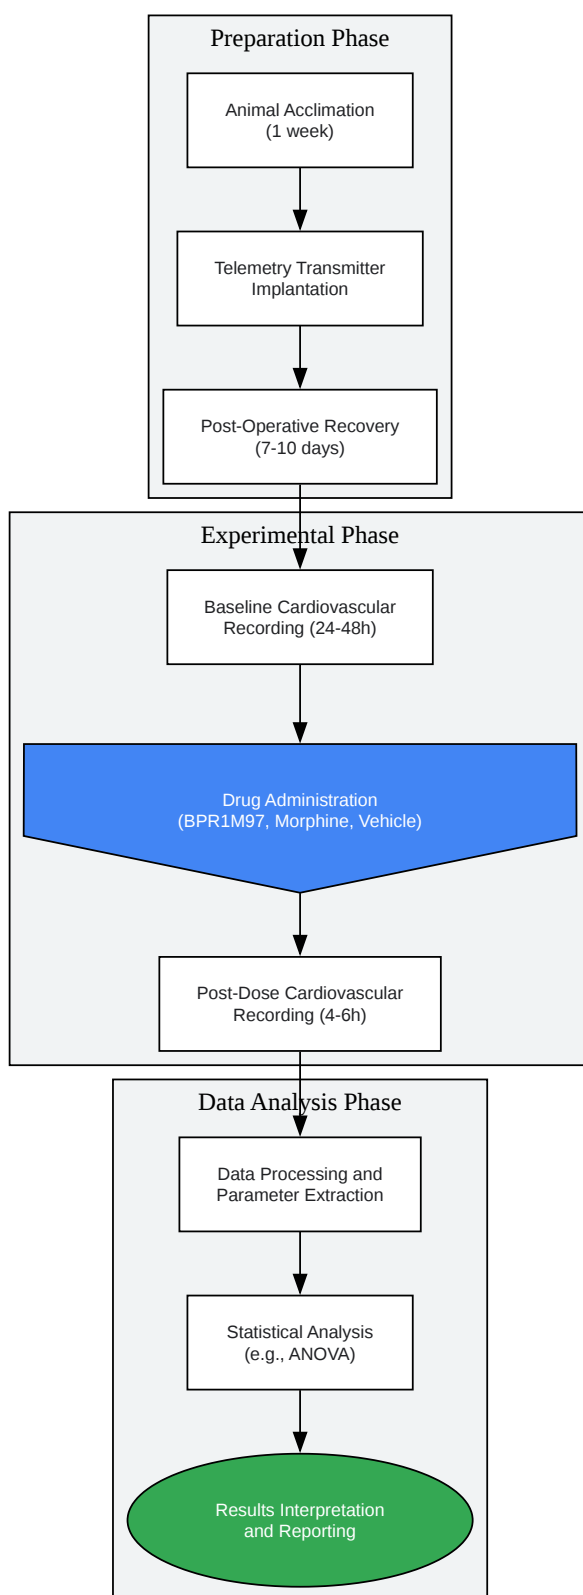 Preparation Phase
Animal Acclimation
(1 week)
Telemetry Transmitter
Implantation
Post-Operative Recovery
(7-10 days)
Experimental Phase
Baseline Cardiovascular
Recording (24-48h)
Drug Administration
(BPR1M97, Morphine, Vehicle)
Post-Dose Cardiovascular
Recording (4-6h)
Data Analysis Phase
Data Processing and
Parameter Extraction
Statistical Analysis
(e.g., ANOVA)
Results Interpretation
and Reporting